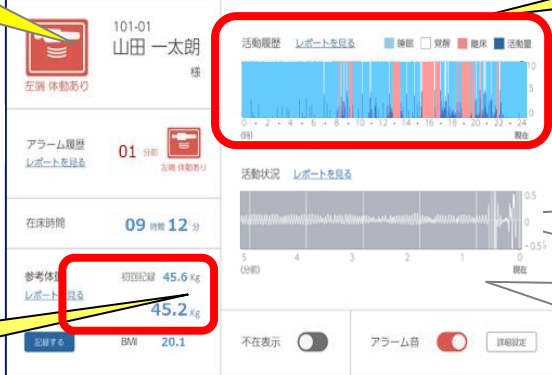 101-01
山田 一太朗
様
左端 体動あり
アラーム履歴
レポートを見る
01 分前
左端 体動あり
在床時間
09 時間 12 分
参考体
レポートを見る
初回記録 45.6 Kg
45.2 Kg
記録する
BMI 20.1
活動履歴 レポートを見る 睡眠 覚醒 離床 活動量
10
5
0
0 - 2 - 4 - 6 - 8 - 10 - 12 - 14 - 16 - 18 - 20 - 22 - 24
(時) 現在
活動状況 レポートを見る
0.5
0
-0.5
5 4 3 2 1 0
(分前) 現在
不在表示
アラーム音
詳細設定